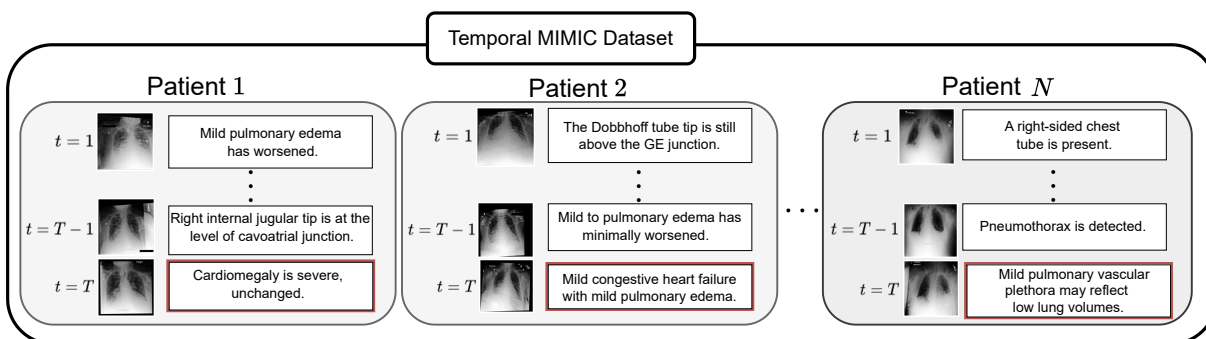 Temporal MIMIC Dataset
Patient 1
t = 1
Mild pulmonary edema
has worsened.
t = T − 1
Right internal jugular tip is at the
level of cavoatrial junction.
t = T
Cardiomegaly is severe,
unchanged.
Patient 2
t = 1
The Dobbhoff tube tip is still
above the GE junction.
t = T − 1
Mild to pulmonary edema has
minimally worsened.
t = T
Mild congestive heart failure
with mild pulmonary edema.
...
Patient N
t = 1
A right-sided chest
tube is present.
t = T − 1
Pneumothorax is detected.
t = T
Mild pulmonary vascular
plethora may reflect
low lung volumes.